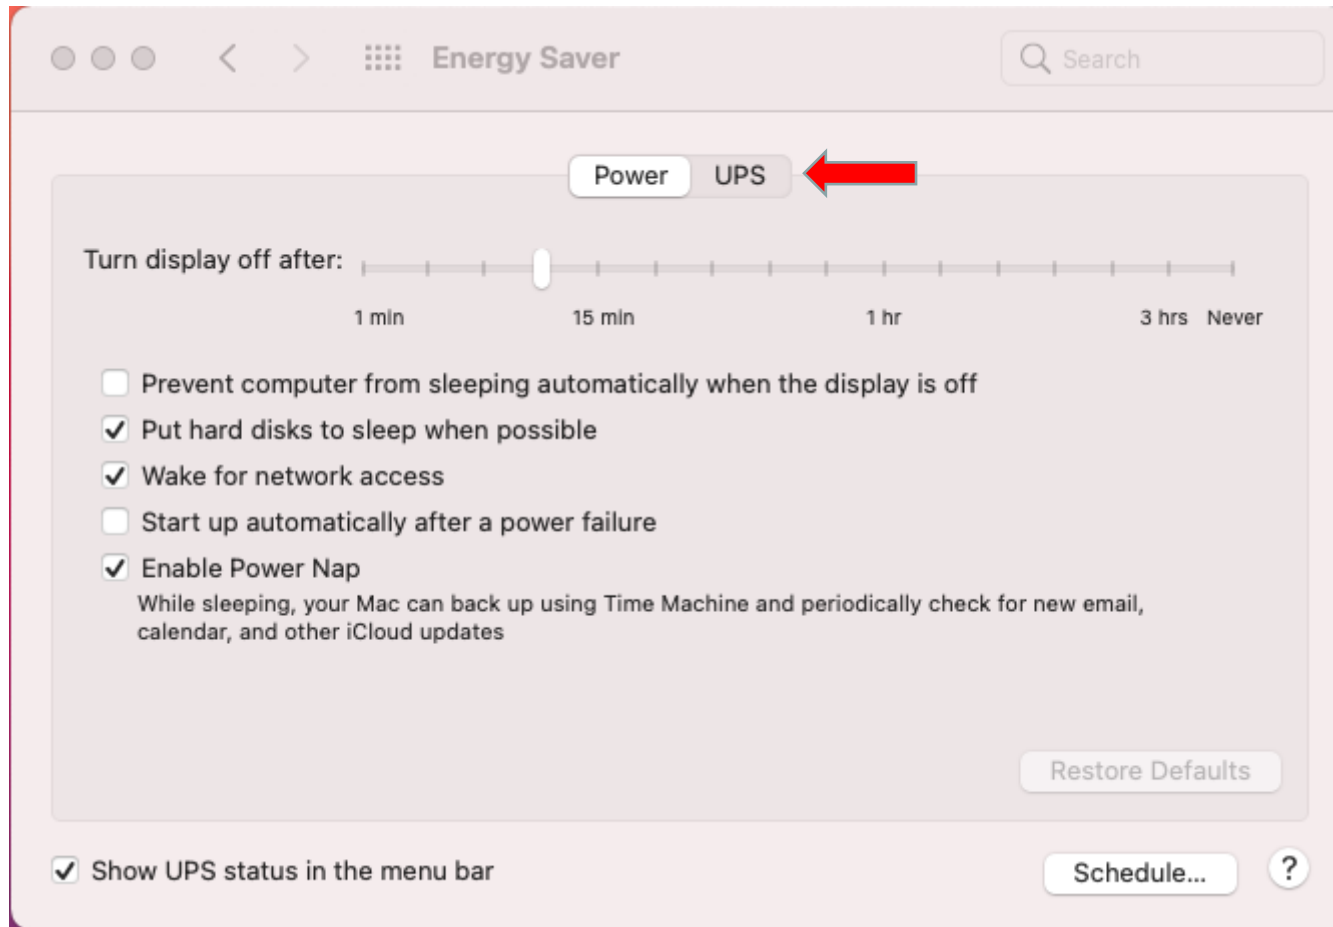 Energy Saver
Search
Power UPS
Turn display off after:
1 min 15 min 1 hr 3 hrs Never
Prevent computer from sleeping automatically when the display is off
Put hard disks to sleep when possible
Wake for network access
Start up automatically after a power failure
Enable Power Nap
While sleeping, your Mac can back up using Time Machine and periodically check for new email,
calendar, and other iCloud updates
Restore Defaults
Show UPS status in the menu bar
Schedule...
?